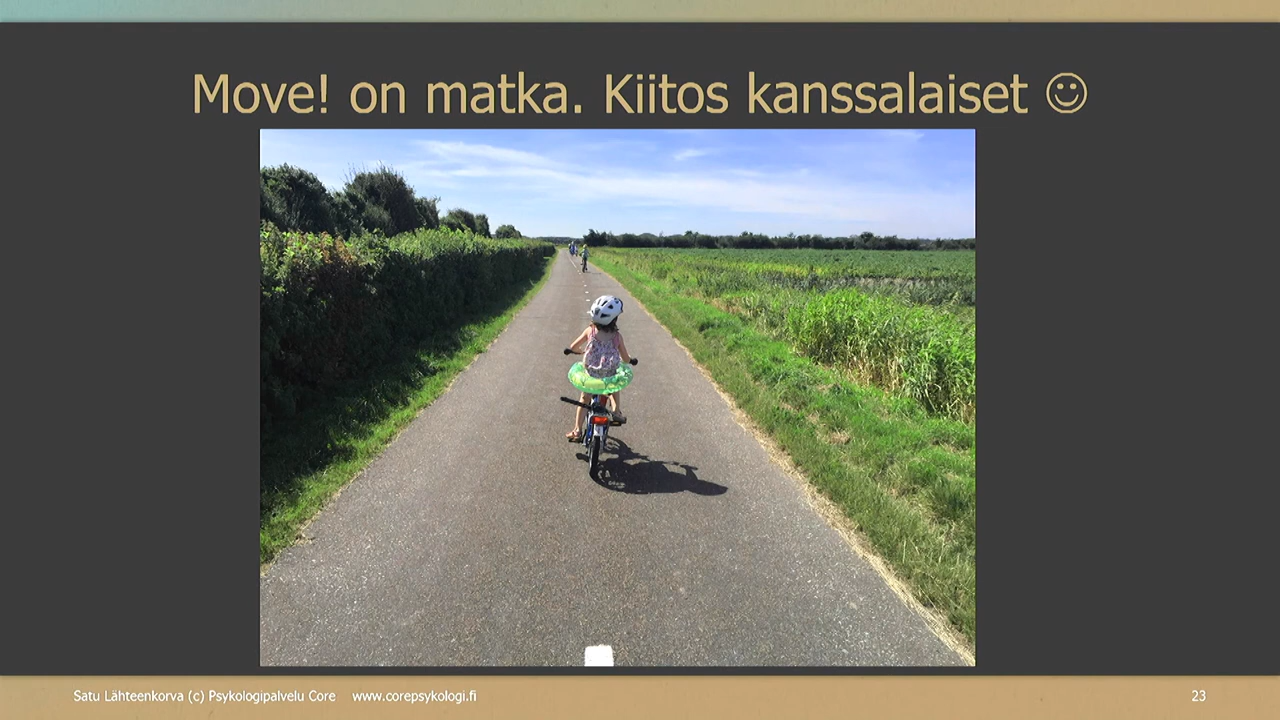 Move! on matka. Kiitos kanssalaiset ☺
Satu Lähteenkorva (c) Psykologipalvelu Core www.corepsykologi.fi
23